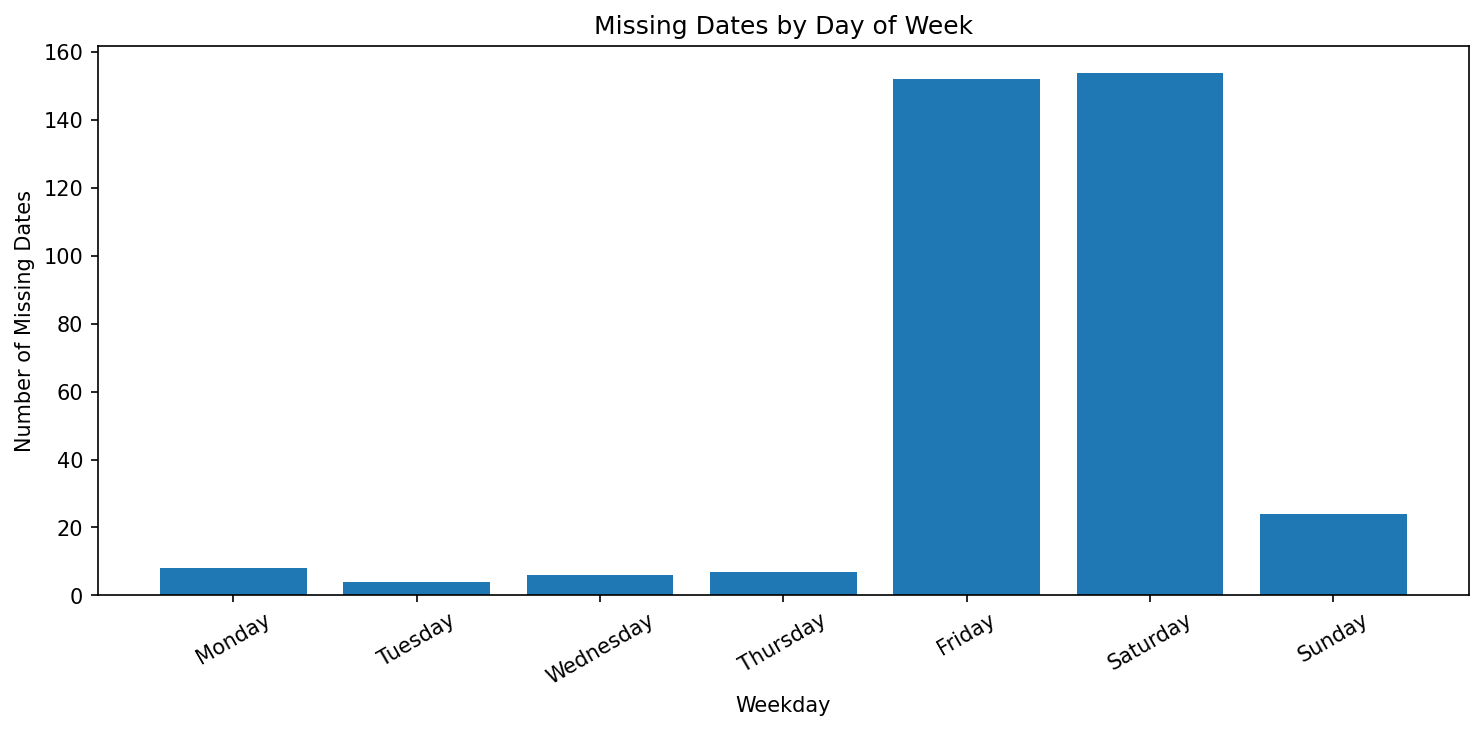 Missing Dates by Day of Week
160
140
120
100
80
60
40
20
0
Number of Missing Dates
Monday
Tuesday
Wednesday
Thursday
Friday
Saturday
Sunday
Weekday